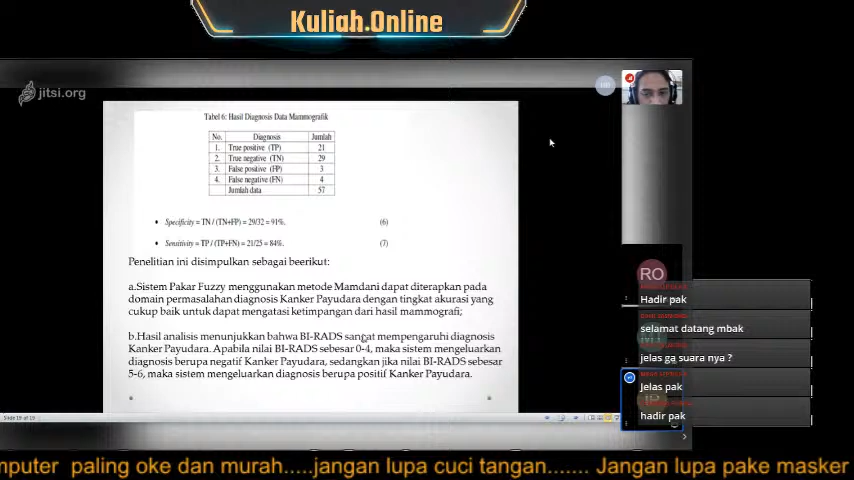 Kuliah.Online
jitsi.org
Tabel 6: Hasil Diagnosis Data Mammografik
No. Diagnosis Jumlah
1. True positive (TP) 21
2. True negative (TN) 29
3. False positive (FP) 3
4. False negative (FN) 4
Jumlah data 57
• Specificity = TN / (TN+FP) = 29/32 = 91%. (6)
• Sensitivity = TP / (TP+FN) = 21/25 = 84%. (7)
Penelitian ini disimpulkan sebagai beerikut:
a.Sistem Pakar Fuzzy menggunakan metode Mamdani dapat diterapkan pada
domain permasalahan diagnosis Kanker Payudara dengan tingkat akurasi yang
cukup baik untuk dapat mengatasi ketimpangan dari hasil mammografi;
b.Hasil analisis menunjukkan bahwa BI-RADS sangat mempengaruhi diagnosis
Kanker Payudara. Apabila nilai BI-RADS sebesar 0-4, maka sistem mengeluarkan
diagnosis berupa negatif Kanker Payudara, sedangkan jika nilai BI-RADS sebesar
5-6, maka sistem mengeluarkan diagnosis berupa positif Kanker Payudara.
Slide 19 of 19
RO
Hadir pak
selamat datang mbak
jelas ga suara nya ?
Jelas pak
hadir pak
mputer paling oke dan murah.....jangan lupa cuci tangan....... Jangan lupa pake masker